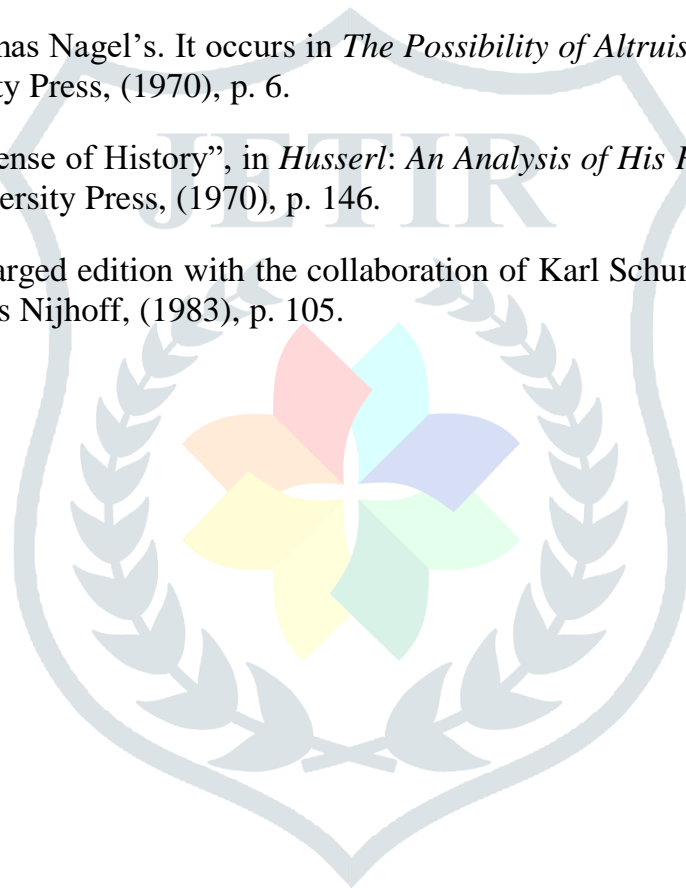 nas Nagel's. It occurs in The Possibility of Altruis
ty Press, (1970), p. 6.
JETIR
ense of History”, in Husserl: An Analysis of His
ersity Press, (1970), p. 146.
arged edition with the collaboration of Karl Schur
s Nijhoff, (1983), p. 105.